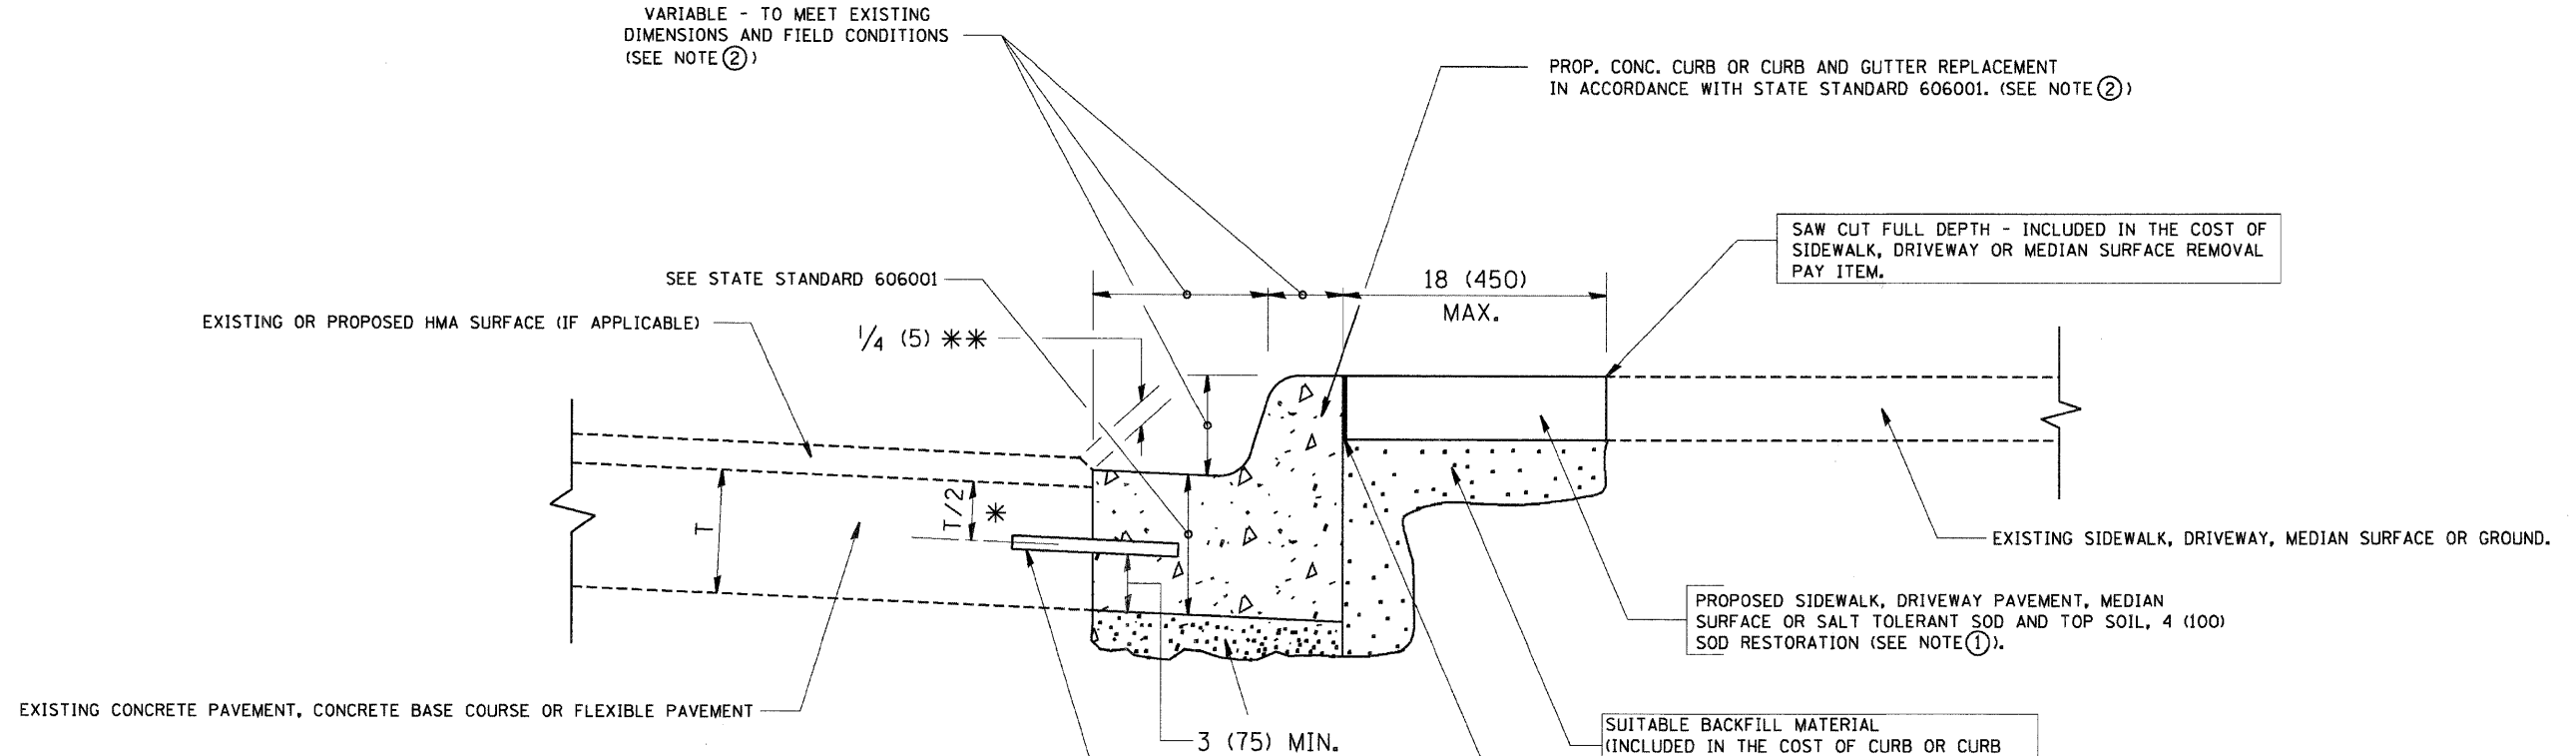 VARIABLE - TO MEET EXISTING
DIMENSIONS AND FIELD CONDITIONS
(SEE NOTE ②)
PROP. CONC. CURB OR CURB AND GUTTER REPLACEMENT
IN ACCORDANCE WITH STATE STANDARD 606001. (SEE NOTE ②)
SAW CUT FULL DEPTH - INCLUDED IN THE COST OF
SIDEWALK, DRIVEWAY OR MEDIAN SURFACE REMOVAL
PAY ITEM.
SEE STATE STANDARD 606001
18 (450)
MAX.
EXISTING OR PROPOSED HMA SURFACE (IF APPLICABLE)
1/4 (5) **
T
T/2
*
EXISTING SIDEWALK, DRIVEWAY, MEDIAN SURFACE OR GROUND.
PROPOSED SIDEWALK, DRIVEWAY PAVEMENT, MEDIAN
SURFACE OR SALT TOLERANT SOD AND TOP SOIL, 4 (100)
SOD RESTORATION (SEE NOTE ①).
EXISTING CONCRETE PAVEMENT, CONCRETE BASE COURSE OR FLEXIBLE PAVEMENT
3 (75) MIN.
SUITABLE BACKFILL MATERIAL
(INCLUDED IN THE COST OF CURB OR CURB